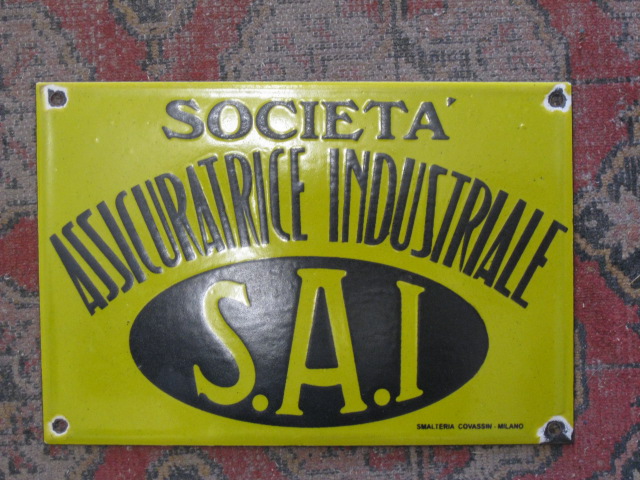 SOCIETA'
ASSICURATRICE INDUSTRIALE
S.A.I
SMALTERIA COVASSIN - MILANO